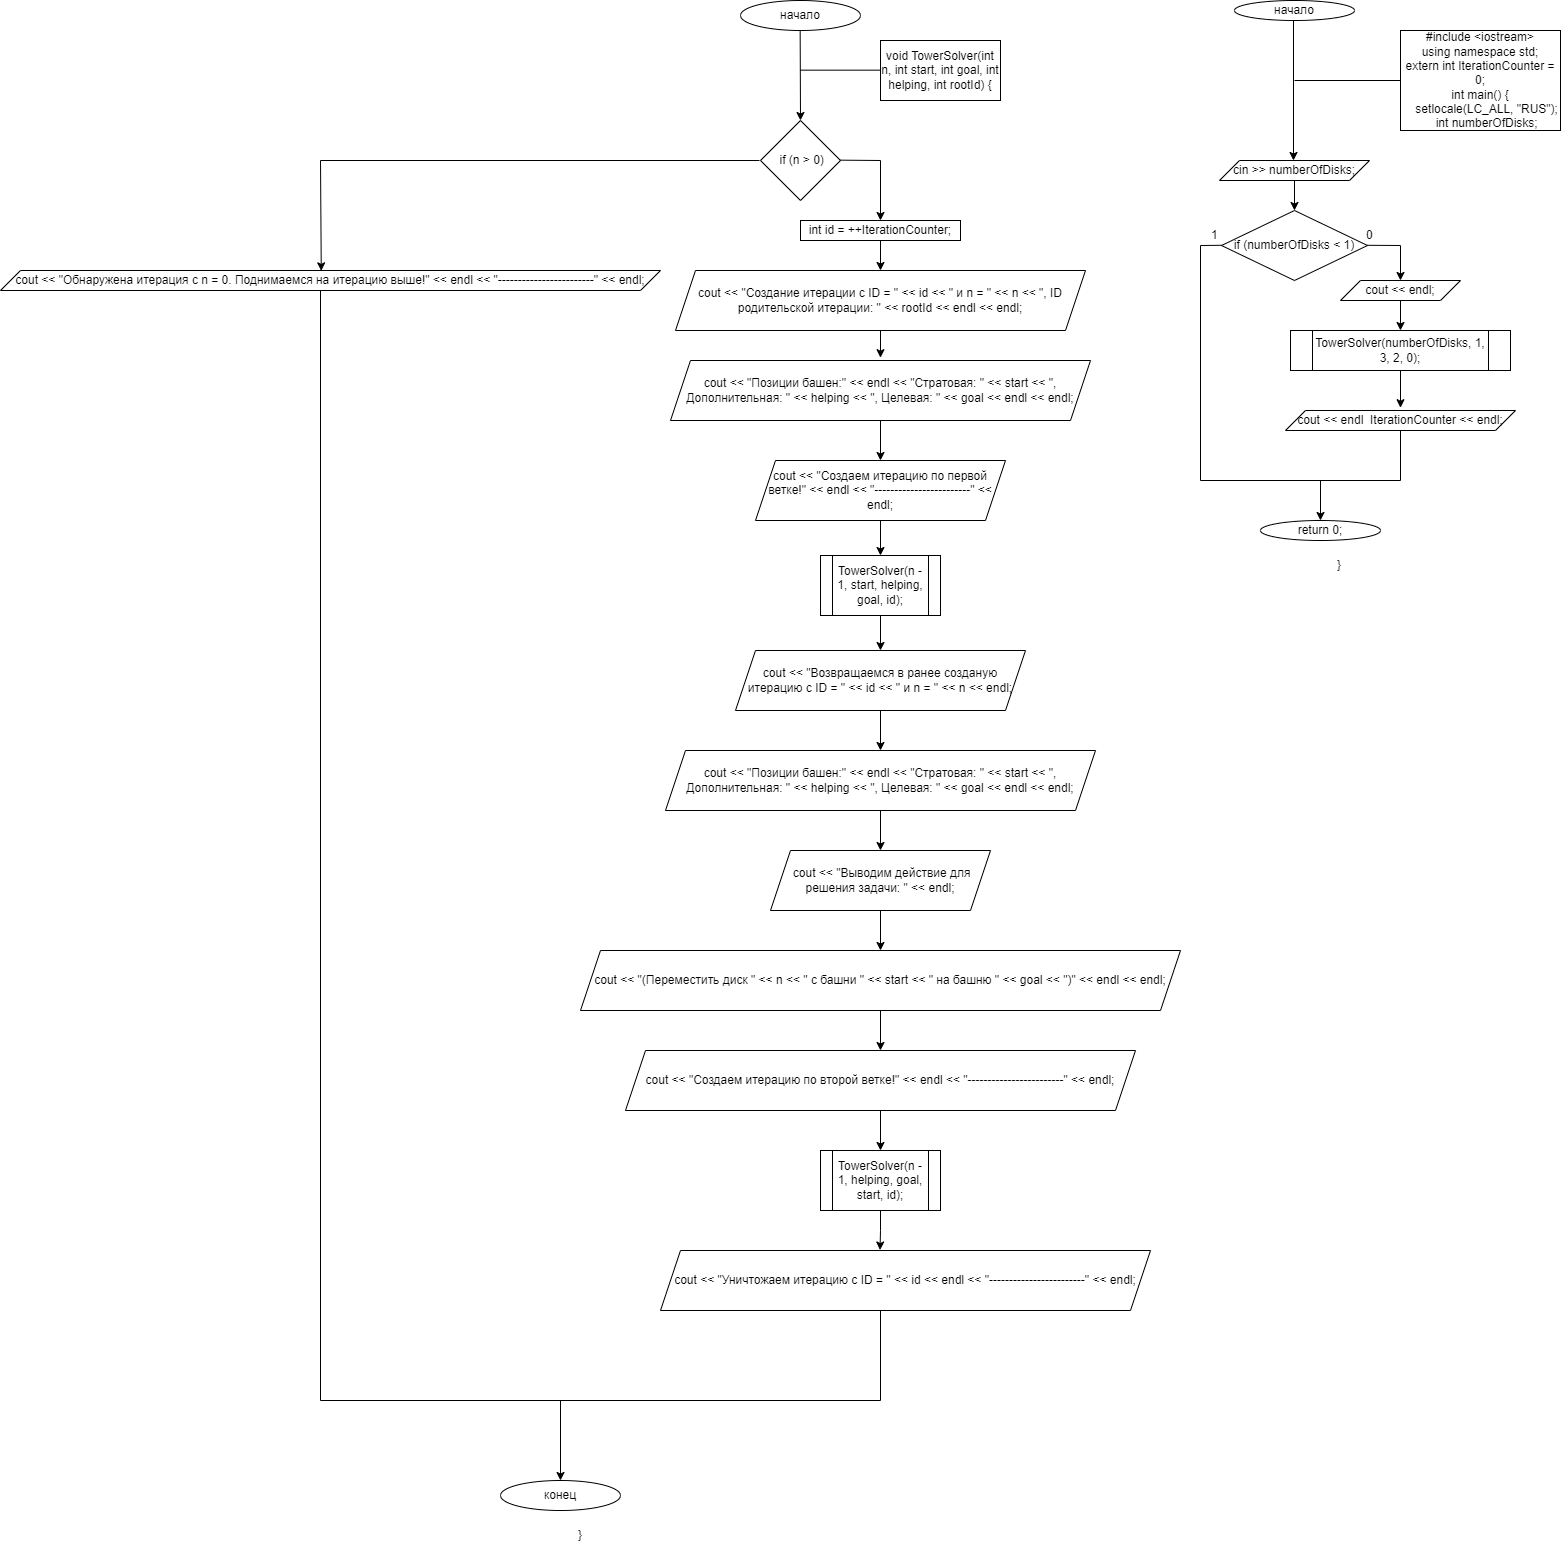 начало
void TowerSolver(int
n, int start, int goal, int
helping, int rootId) {
if (n > 0)
int id = ++IterationCounter;
cout << "Обнаружена итерация с n = 0. Поднимаемся на итерацию выше!" << endl << "------------------------" << endl;
cout << "Создание итерации с ID = " << id << " и n = " << n << ", ID
родительской итерации: " << rootId << endl << endl;
cout << "Позиции башен:" << endl << "Стратовая: " << start << ",
Дополнительная: " << helping << ", Целевая: " << goal << endl << endl;
cout << "Создаем итерацию по первой
ветке!" << endl << "------------------------" <<
endl;
TowerSolver(n -
1, start, helping,
goal, id);
cout << "Возвращаемся в ранее созданую
итерацию с ID = " << id << " и n = " << n << endl;
cout << "Позиции башен:" << endl << "Стратовая: " << start << ",
Дополнительная: " << helping << ", Целевая: " << goal << endl << endl;
cout << "Выводим действие для
решения задачи: " << endl;
cout << "(Переместить диск " << n << " с башни " << start << " на башню " << goal << ")" << endl << endl;
cout << "Создаем итерацию по второй ветке!" << endl << "------------------------" << endl;
TowerSolver(n -
1, helping, goal,
start, id);
cout << "Уничтожаем итерацию с ID = " << id << endl << "------------------------" << endl;
конец
}
начало
#include <iostream>
using namespace std;
extern int IterationCounter =
0;
int main() {
setlocale(LC_ALL, "RUS");
int numberOfDisks;
cin >> numberOfDisks;
1
if (numberOfDisks < 1)
0
cout << endl;
TowerSolver(numberOfDisks, 1,
3, 2, 0);
cout << endl IterationCounter << endl;
return 0;
}